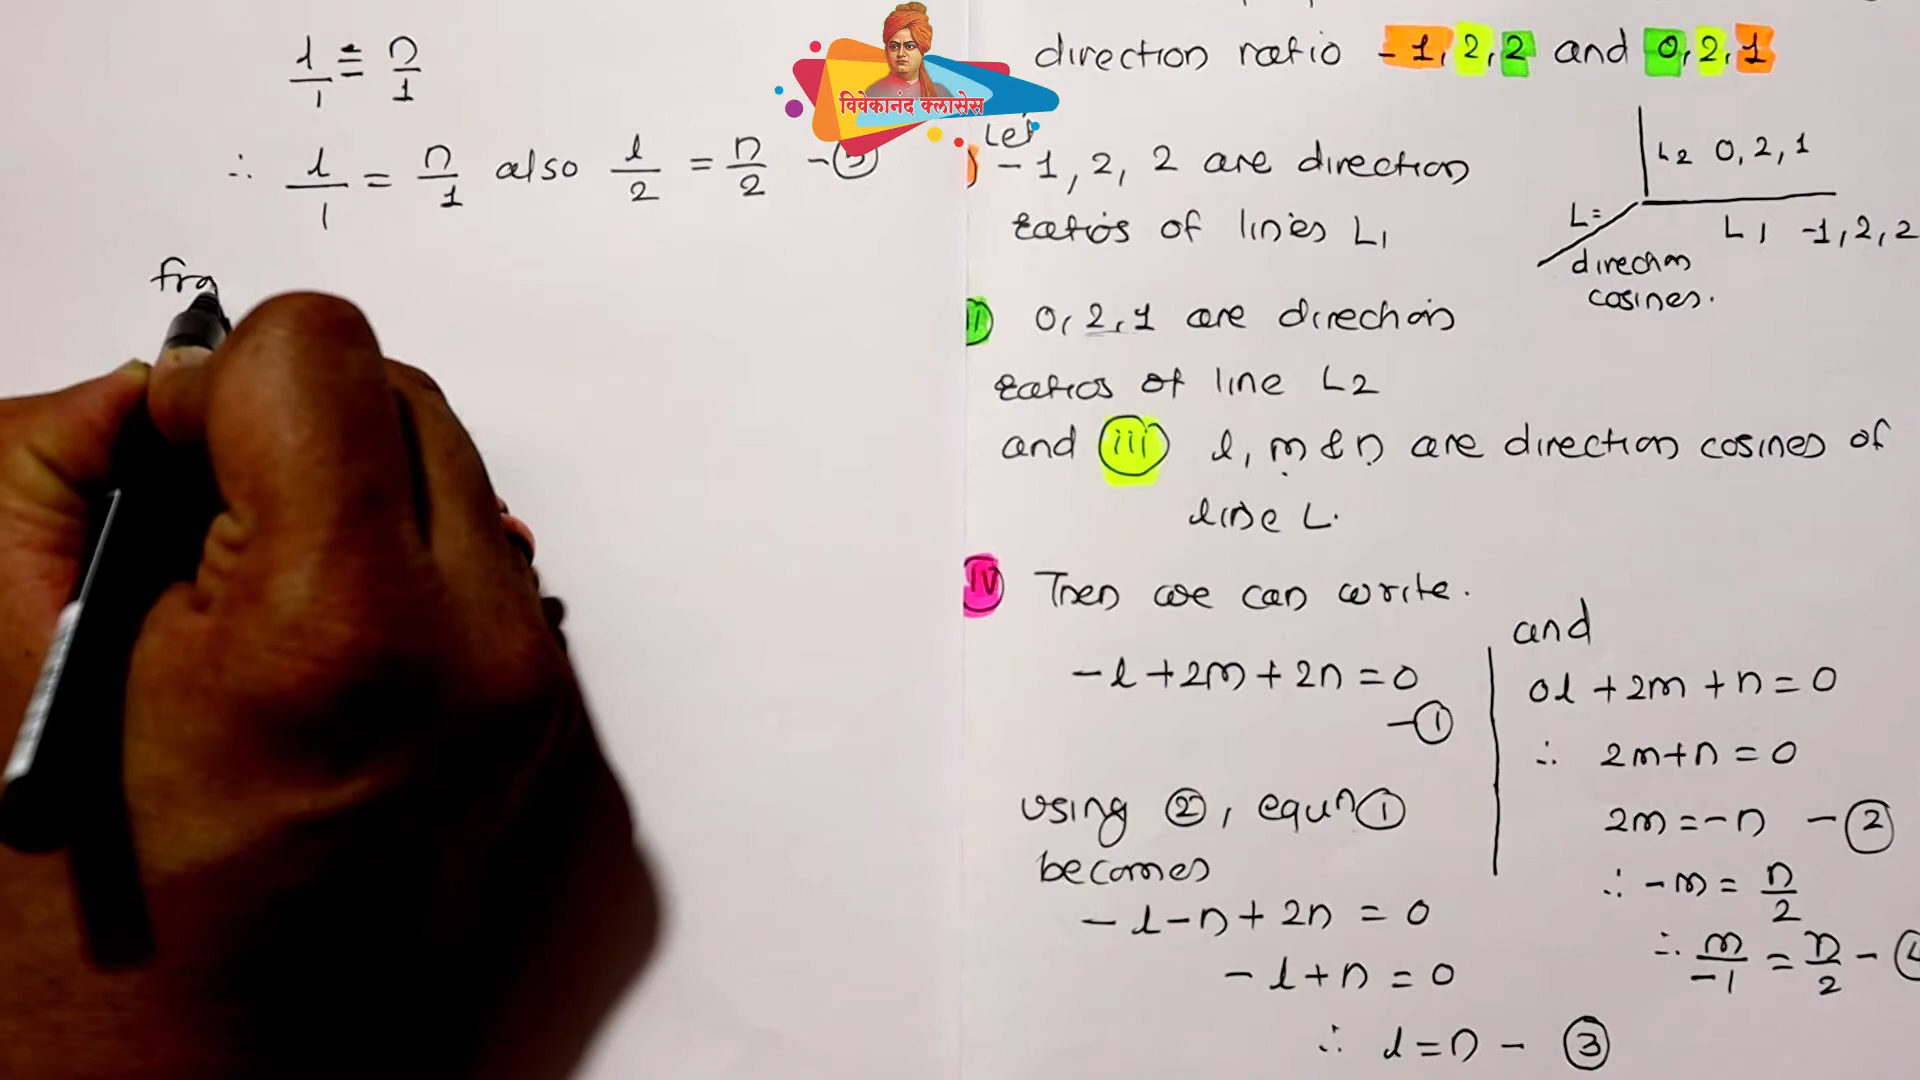 l/1 = n/1
∴ l/1 = n/1 also l/2 = n/2 - 5
fro
विवेकानंद क्लासेस
direction ratio -1, 2, 2 and 0, 2, 1
Let
) -1, 2, 2 are direction
ratios of lines L1
L2 0, 2, 1
L1 -1, 2, 2
L=
direction
cosines.
ii 0, 2, 1 are direction
ratios of line L2
and iii l, m & n are direction cosines of
line L.
iv Then we can write.
-l + 2m + 2n = 0
- 1
and
0l + 2m + n = 0
∴ 2m + n = 0
2m = -n - 2
∴ -m = n/2
∴ m/-1 = n/2 - 4
using 2, equn 1
becomes
-l - n + 2n = 0
-l + n = 0
∴ l = n - 3